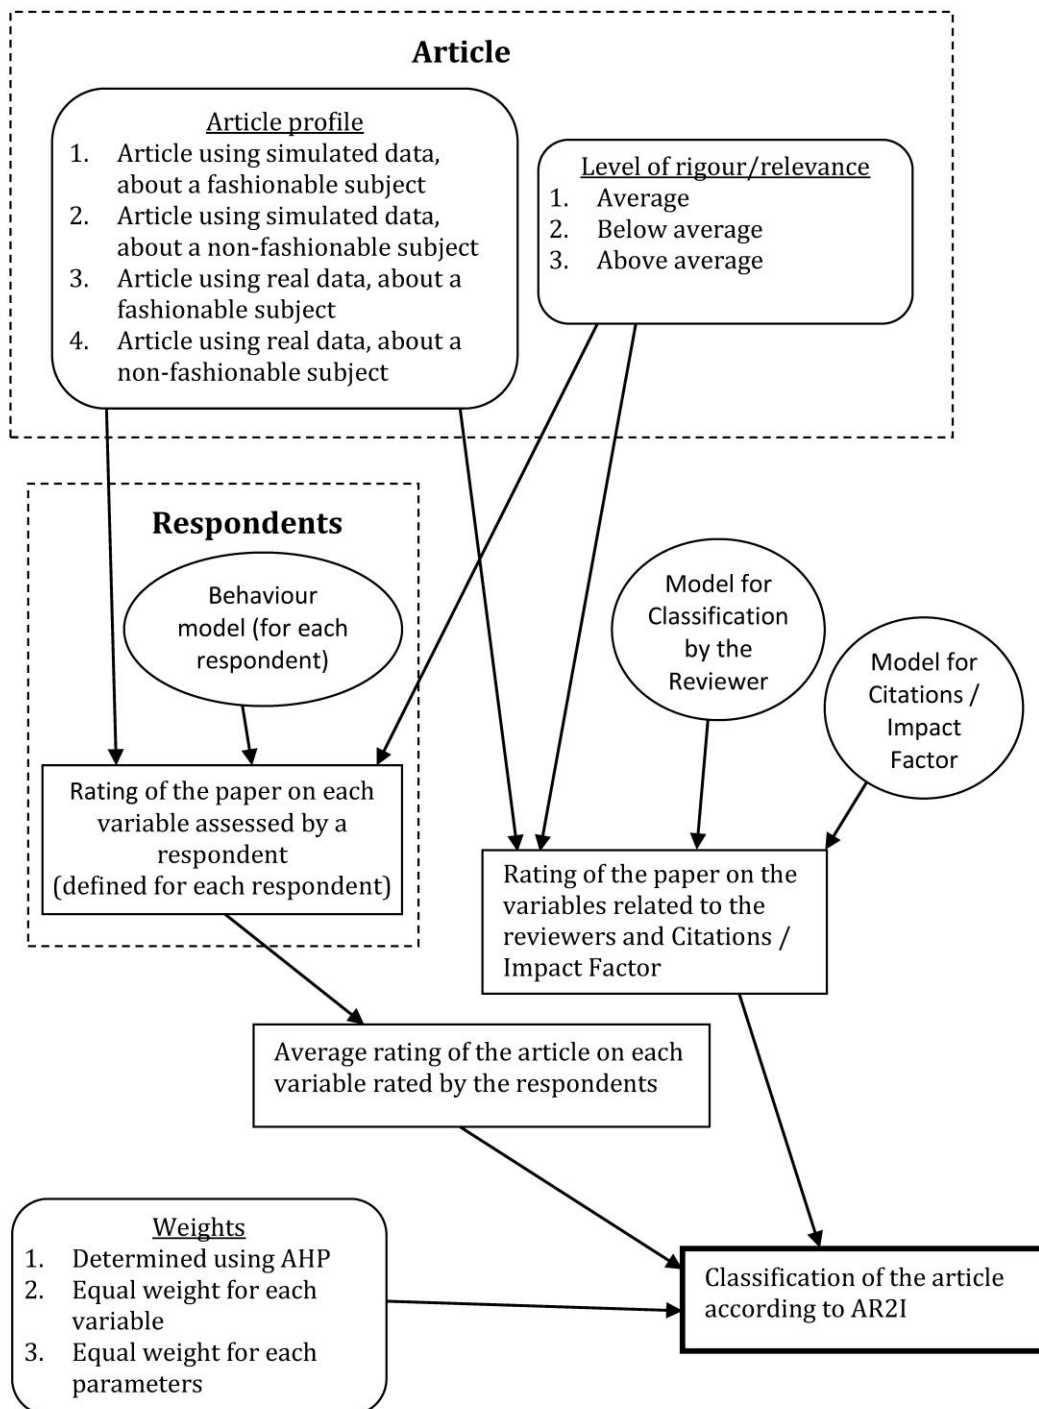 Article
Article profile
1. Article using simulated data,
about a fashionable subject
2. Article using simulated data,
about a non-fashionable subject
3. Article using real data, about a
fashionable subject
4. Article using real data, about a
non-fashionable subject
Level of rigour/relevance
1. Average
2. Below average
3. Above average
Respondents
Behaviour
model (for each
respondent)
Model for
Classification
by the
Reviewer
Model for
Citations /
Impact
Factor
Rating of the paper on each
variable assessed by a
respondent
(defined for each respondent)
Rating of the paper on the
variables related to the
reviewers and Citations /
Impact Factor
Average rating of the article on each
variable rated by the respondents
Weights
1. Determined using AHP
2. Equal weight for each
variable
3. Equal weight for each
parameters
Classification of the article
according to AR2I